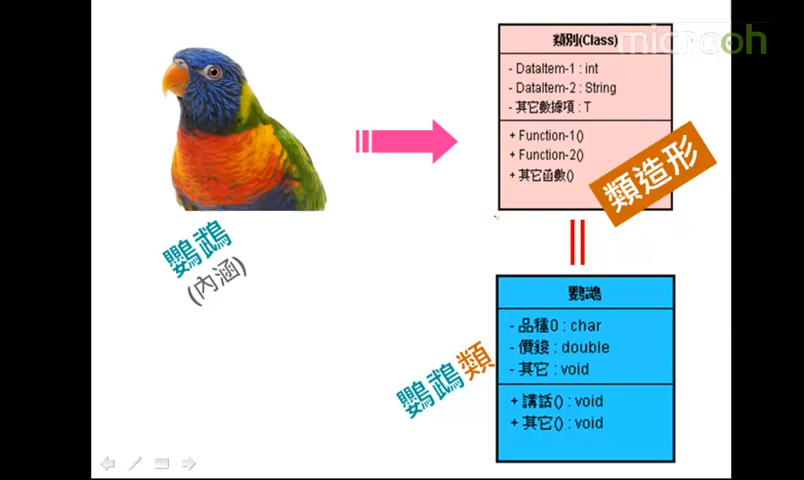 microoh
類別(Class)
- DataItem-1 : int
- DataItem-2 : String
- 其它數據項 : T
+ Function-1()
+ Function-2()
+ 其它函數()
類造形
鸚鵡
(內涵)
鸚鵡
- 品種0 : char
- 價錢 : double
- 其它 : void
+ 講話() : void
+ 其它() : void
鸚鵡類